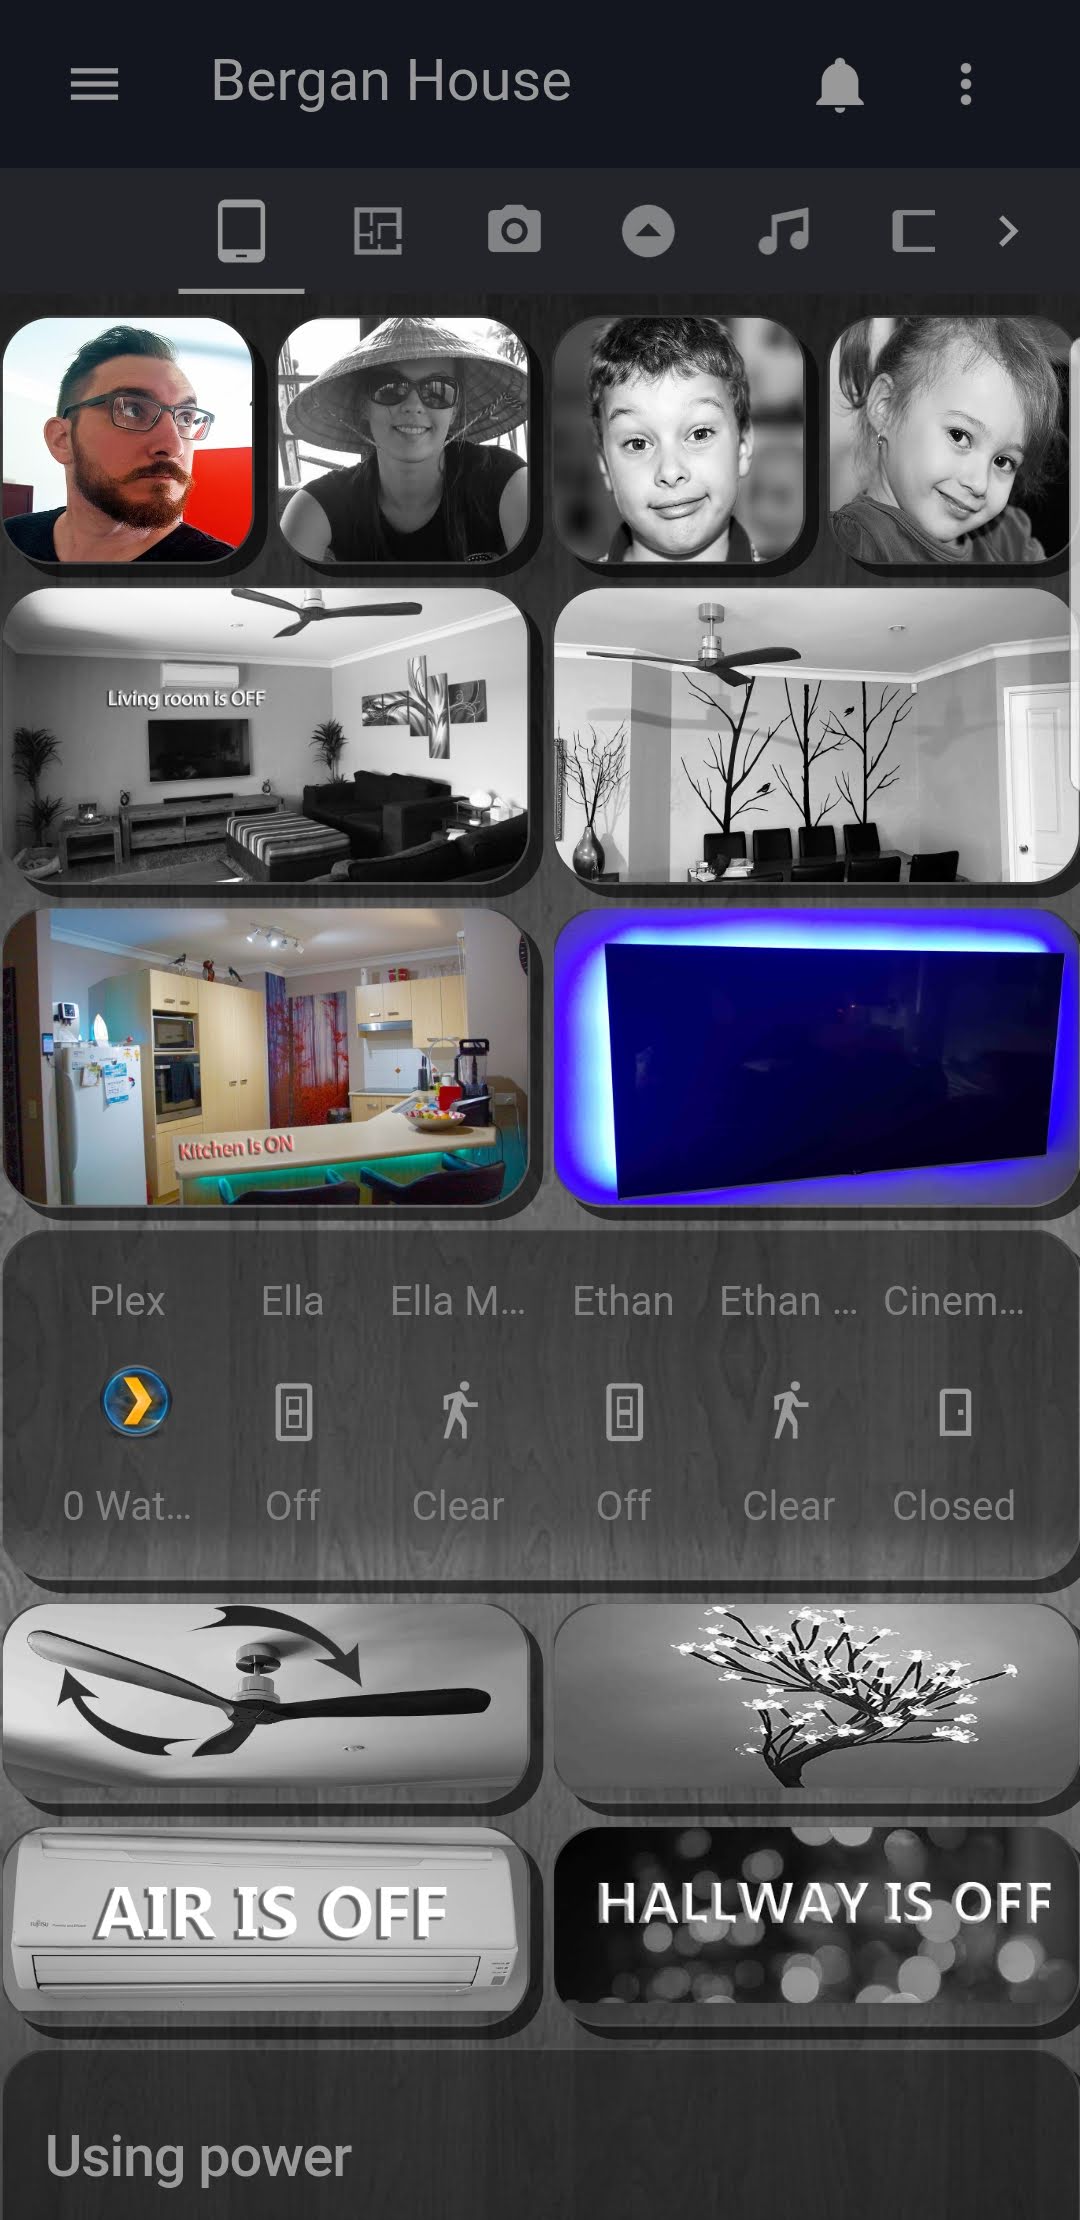 Bergan House
Living room is OFF
Kitchen is ON
Plex Ella Ella M... Ethan Ethan ... Cinem...
0 Wat... Off Clear Off Clear Closed
AIR IS OFF
HALLWAY IS OFF
Using power